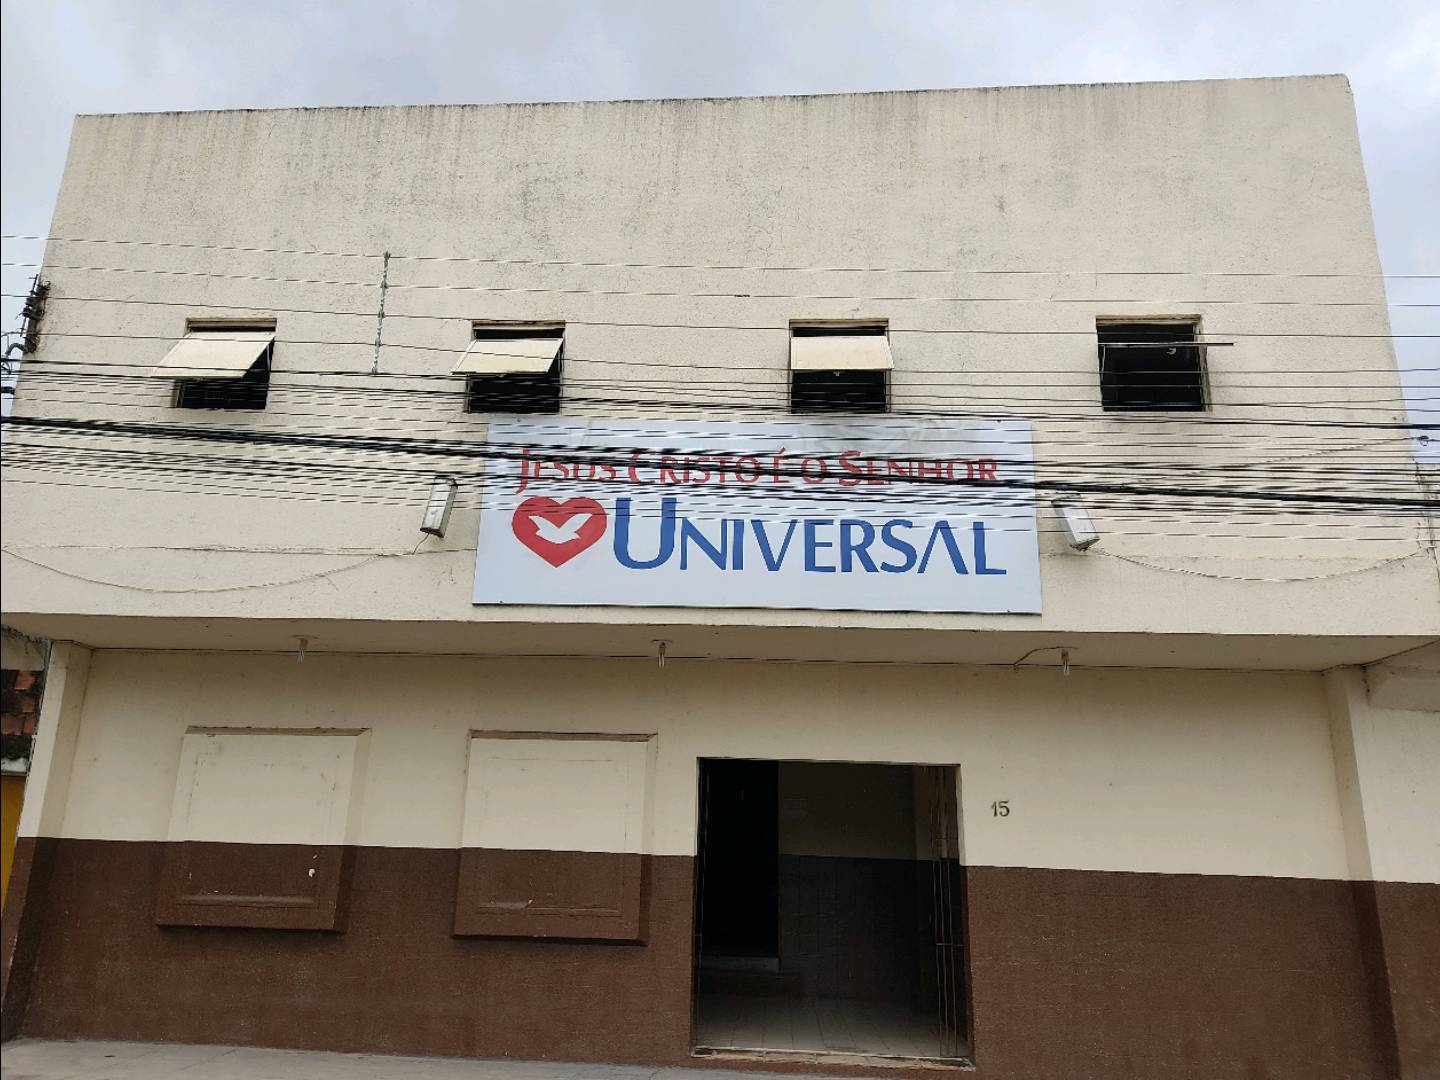 JESUS CRISTO É O SENHOR
UNIVERSAL
15